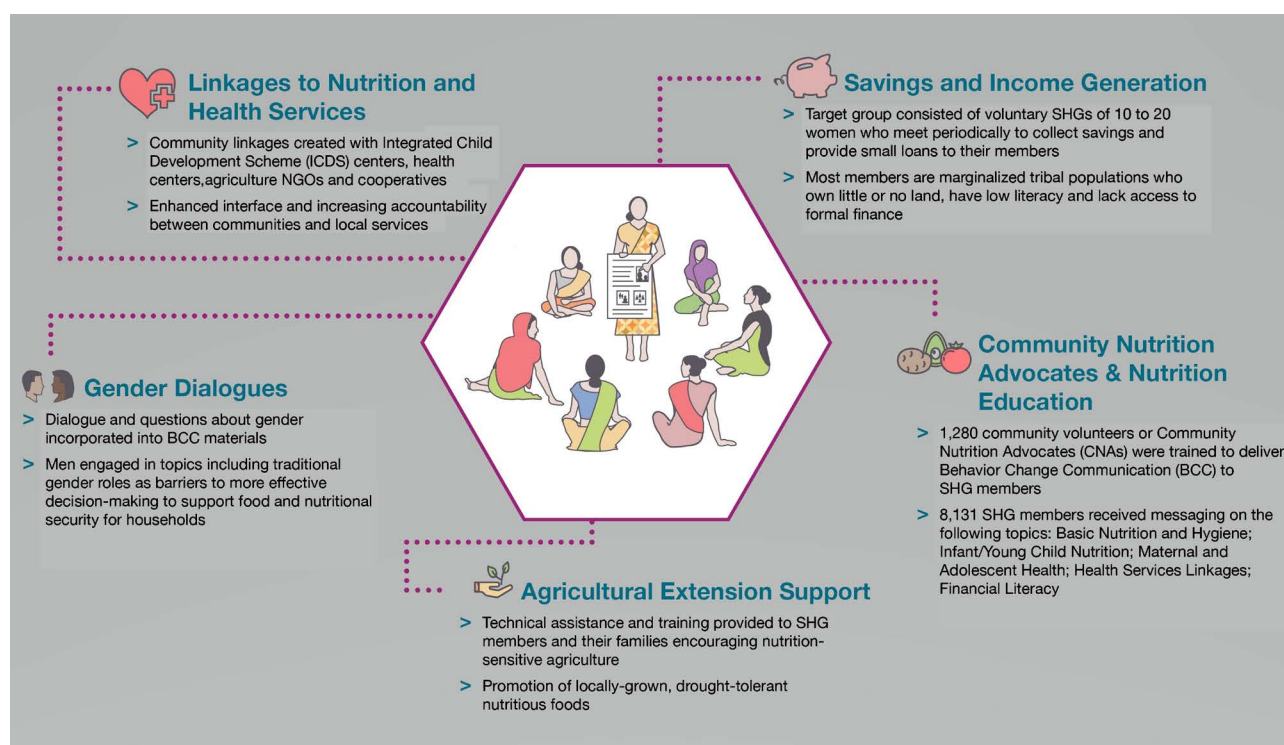 Linkages to Nutrition and
Health Services
> Community linkages created with Integrated Child
Development Scheme (ICDS) centers, health
centers,agriculture NGOs and cooperatives
> Enhanced interface and increasing accountability
between communities and local services
Savings and Income Generation
> Target group consisted of voluntary SHGs of 10 to 20
women who meet periodically to collect savings and
provide small loans to their members
> Most members are marginalized tribal populations who
own little or no land, have low literacy and lack access to
formal finance
Gender Dialogues
> Dialogue and questions about gender
incorporated into BCC materials
> Men engaged in topics including traditional
gender roles as barriers to more effective
decision-making to support food and nutritional
security for households
Community Nutrition
Advocates & Nutrition
Education
> 1,280 community volunteers or Community
Nutrition Advocates (CNAs) were trained to deliver
Behavior Change Communication (BCC) to
SHG members
> 8,131 SHG members received messaging on the
following topics: Basic Nutrition and Hygiene;
Infant/Young Child Nutrition; Maternal and
Adolescent Health; Health Services Linkages;
Financial Literacy
Agricultural Extension Support
> Technical assistance and training provided to SHG
members and their families encouraging nutrition-
sensitive agriculture
> Promotion of locally-grown, drought-tolerant
nutritious foods